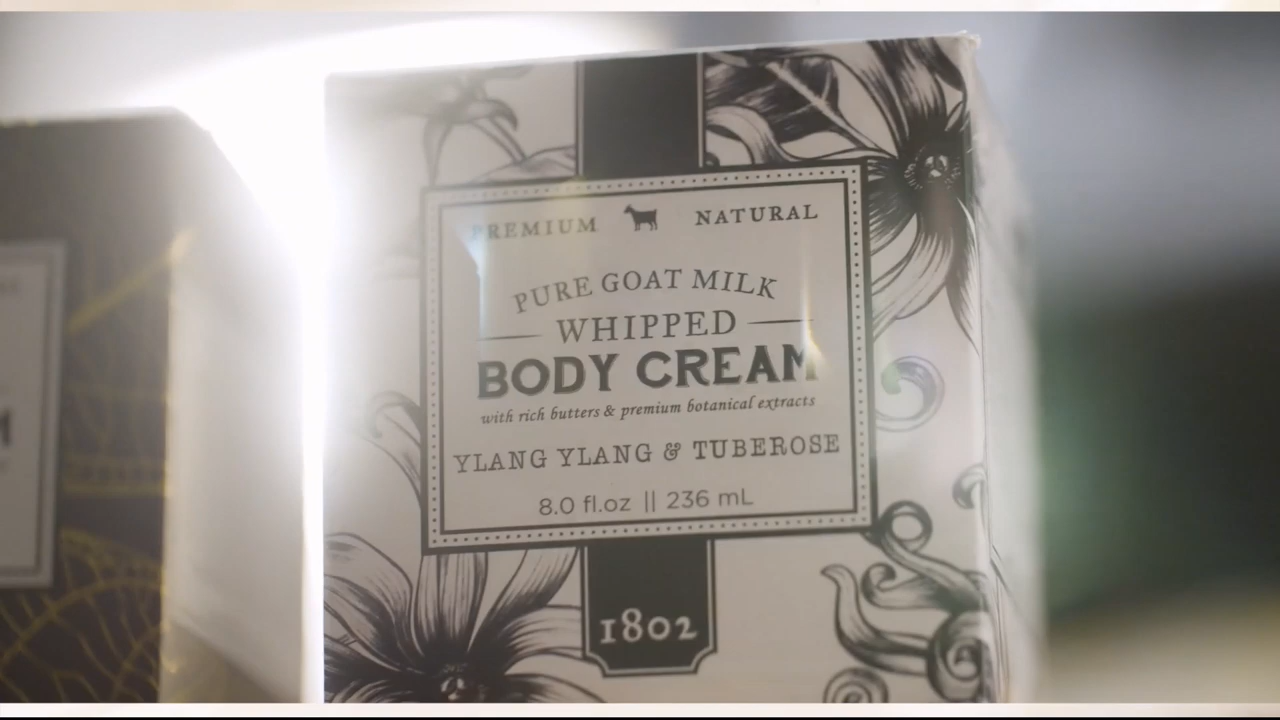 PREMIUM NATURAL
PURE GOAT MILK
WHIPPED
BODY CREAM
with rich butters & premium botanical extracts
YLANG YLANG & TUBEROSE
8.0 fl.oz || 236 mL
1802